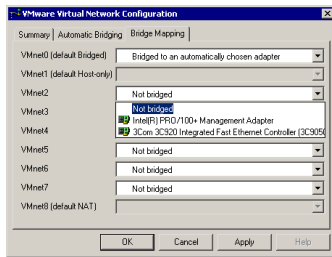 VMware Virtual Network Configuration
Summary Automatic Bridging Bridge Mapping
VMnet0 (default Bridged) Bridged to an automatically chosen adapter
VMnet1 (default Host-only)
VMnet2 Not bridged
VMnet3 Not bridged
Intel(R) PRO/100+ Management Adapter
VMnet4 3Com 3C920 Integrated Fast Ethernet Controller (3C905
VMnet5 Not bridged
VMnet6 Not bridged
VMnet7 Not bridged
VMnet8 (default NAT)
OK Cancel Apply Help